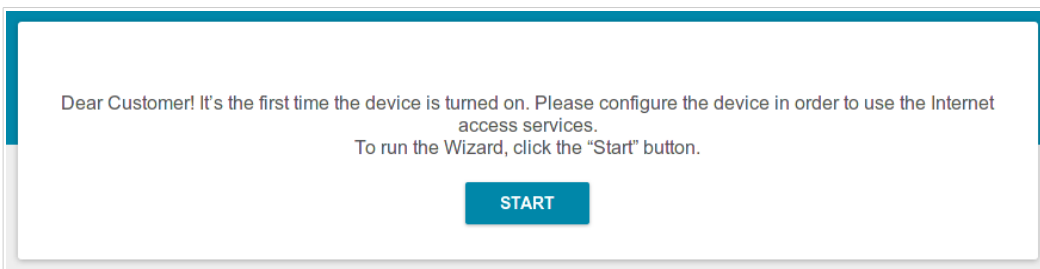 Dear Customer! It’s the first time the device is turned on. Please configure the device in order to use the Internet
access services.
To run the Wizard, click the “Start” button.
START